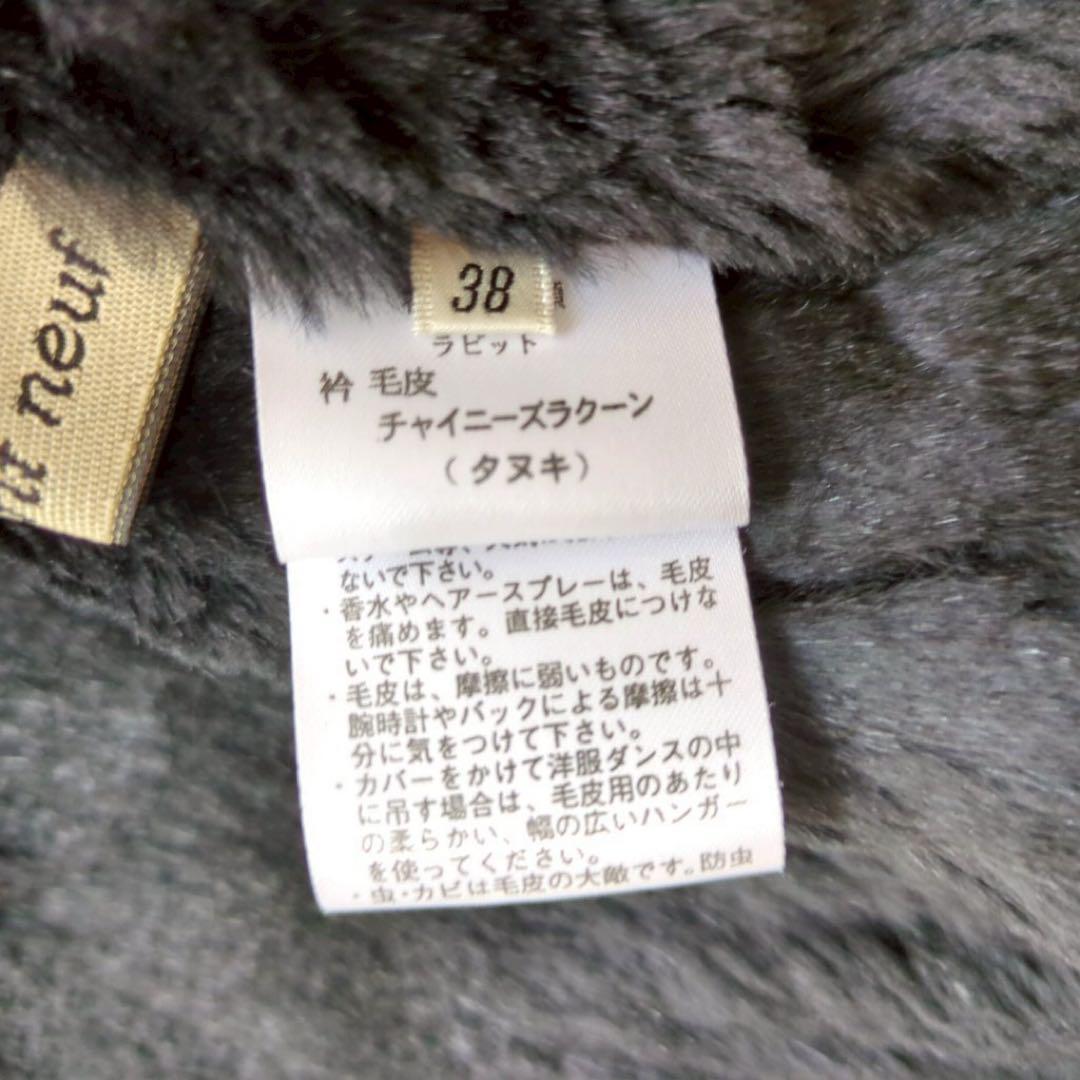 neuf
38
ラビット
衿 毛皮
チャイニーズラクーン
(タヌキ)
ないで下さい。
・香水やヘアースプレーは、毛皮
を痛めます。直接毛皮につけな
いで下さい。
・毛皮は、摩擦に弱いものです。
腕時計やバックによる摩擦は十
分に気をつけて下さい。
・カバーをかけて洋服ダンスの中
に吊す場合は、毛皮用のあたり
の柔らかい、幅の広いハンガー
を使ってください。
・虫・カビは毛皮の大敵です。防虫